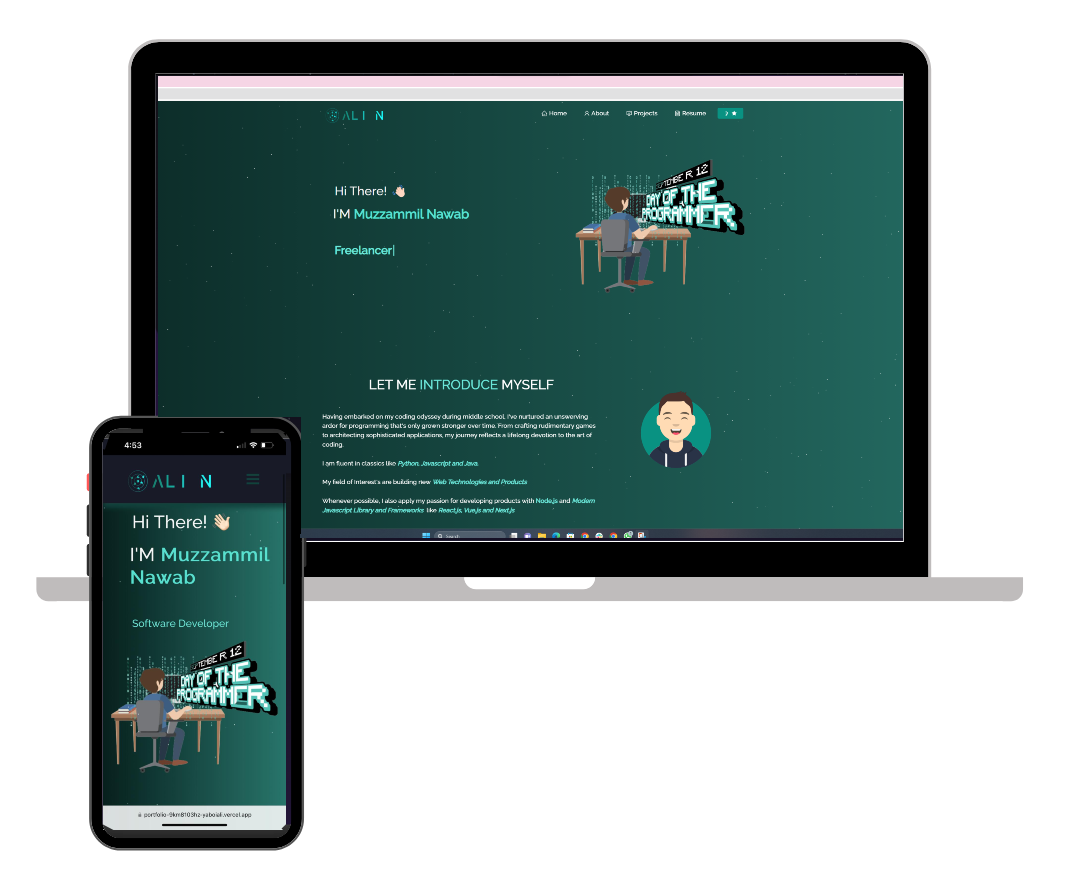 ALI N
Home About Projects Resume
Hi There! 👋🏻
I'M Muzzammil Nawab
Freelancer|
SEPTEMBER 12
DAY OF THE
PROGRAMMER
LET ME INTRODUCE MYSELF
Having embarked on my coding odyssey during middle school, I've nurtured an unswerving
ardor for programming that's only grown stronger over time. From crafting rudimentary games
to architecting sophisticated applications, my journey reflects a lifelong devotion to the art of
coding.
I am fluent in classics like Python, Javascript and Java.
My field of Interest's are building new Web Technologies and Products
Whenever possible, I also apply my passion for developing products with Node.js and Modern
Javascript Library and Frameworks like React.js, Vue.js and Next.js
Search
4:53
ALI N
Hi There! 👋🏻
I'M Muzzammil
Nawab
Software Developer
SEPTEMBER 12
DAY OF THE
PROGRAMMER
portfolio-9km8103hz-yaboiali.vercel.app